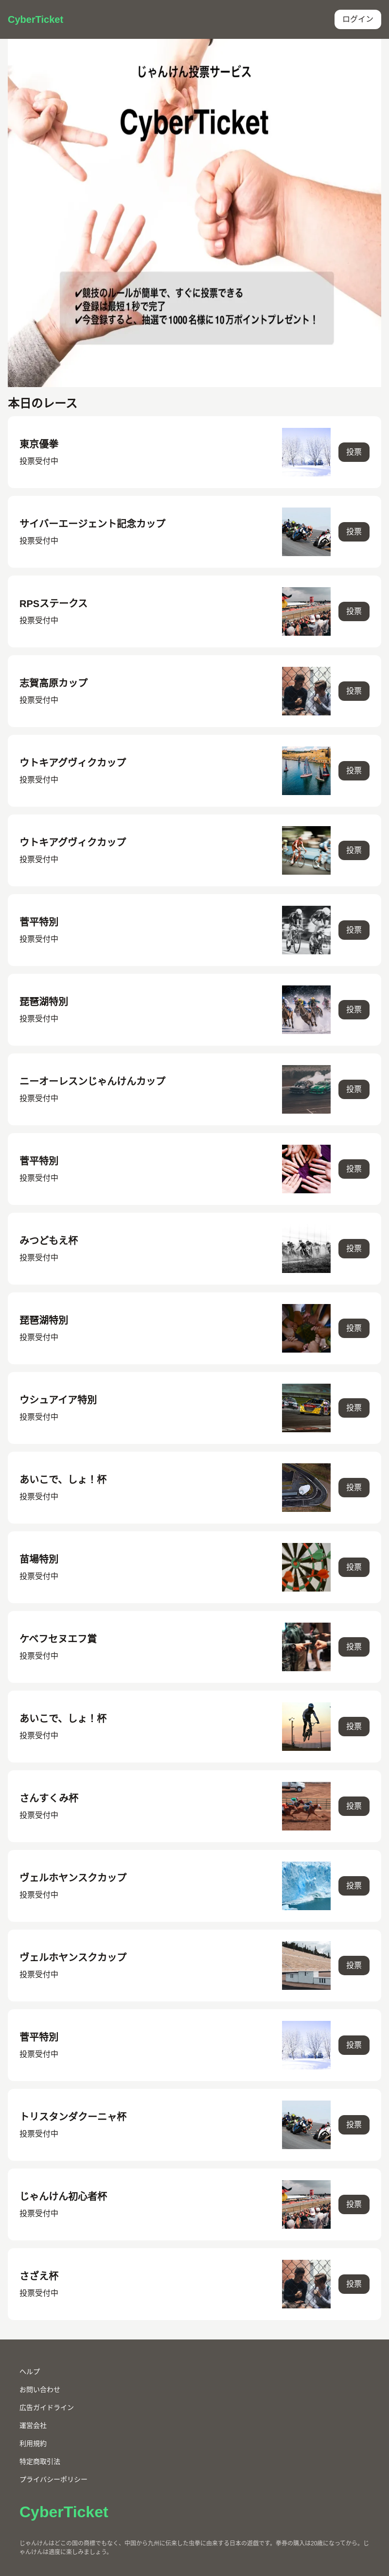 CyberTicket
ログイン
じゃんけん投票サービス
CyberTicket
✔競技のルールが簡単で、すぐに投票できる
✔登録は最短1秒で完了
✔今登録すると、抽選で1000名様に10万ポイントプレゼント！
本日のレース
東京優拳
投票受付中
投票
サイバーエージェント記念カップ
投票受付中
投票
RPSステークス
投票受付中
投票
志賀高原カップ
投票受付中
投票
ウトキアグヴィクカップ
投票受付中
投票
ウトキアグヴィクカップ
投票受付中
投票
菅平特別
投票受付中
投票
琵琶湖特別
投票受付中
投票
ニーオーレスンじゃんけんカップ
投票受付中
投票
菅平特別
投票受付中
投票
みつどもえ杯
投票受付中
投票
琵琶湖特別
投票受付中
投票
ウシュアイア特別
投票受付中
投票
あいこで、しょ！杯
投票受付中
投票
苗場特別
投票受付中
投票
ケベフセヌエフ賞
投票受付中
投票
あいこで、しょ！杯
投票受付中
投票
さんすくみ杯
投票受付中
投票
ヴェルホヤンスクカップ
投票受付中
投票
ヴェルホヤンスクカップ
投票受付中
投票
菅平特別
投票受付中
投票
トリスタンダクーニャ杯
投票受付中
投票
じゃんけん初心者杯
投票受付中
投票
さざえ杯
投票受付中
投票
ヘルプ
お問い合わせ
広告ガイドライン
運営会社
利用規約
特定商取引法
プライバシーポリシー
CyberTicket
じゃんけんはどこの国の商標でもなく、中国から九州に伝来した虫拳に由来する日本の遊戯です。拳券の購入は20歳になってから。じ
ゃんけんは適度に楽しみましょう。